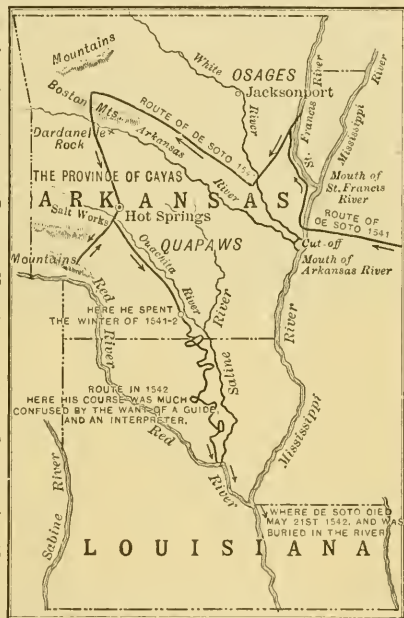 Mountains
White
River
OSAGES
Jacksonport
ROUTE OF DE SOTO 1541
Boston Mts.
Arkansas
River
St. Francis
River
Mississippi
River
Dardanelle
Rock
THE PROVINCE OF CAYAS
Mouth of
St. Francis
River
ARKANSAS
Salt Works
Hot Springs
ROUTE OF
DE SOTO 1541
QUAPAWS
Ouachita
River
Cut-off
Mouth of
Arkansas River
Mountains
HERE HE SPENT
THE WINTER OF 1541-2
Red
River
Saline
River
River
Mississippi
ROUTE IN 1542
HERE HIS COURSE WAS MUCH
CONFUSED BY THE WANT OF A GUIDE,
AND AN INTERPRETER.
Red
River
Sabine River
WHERE DE SOTO DIED
MAY 21ST 1542, AND WAS
BURIED IN THE RIVER
LOUISIANA